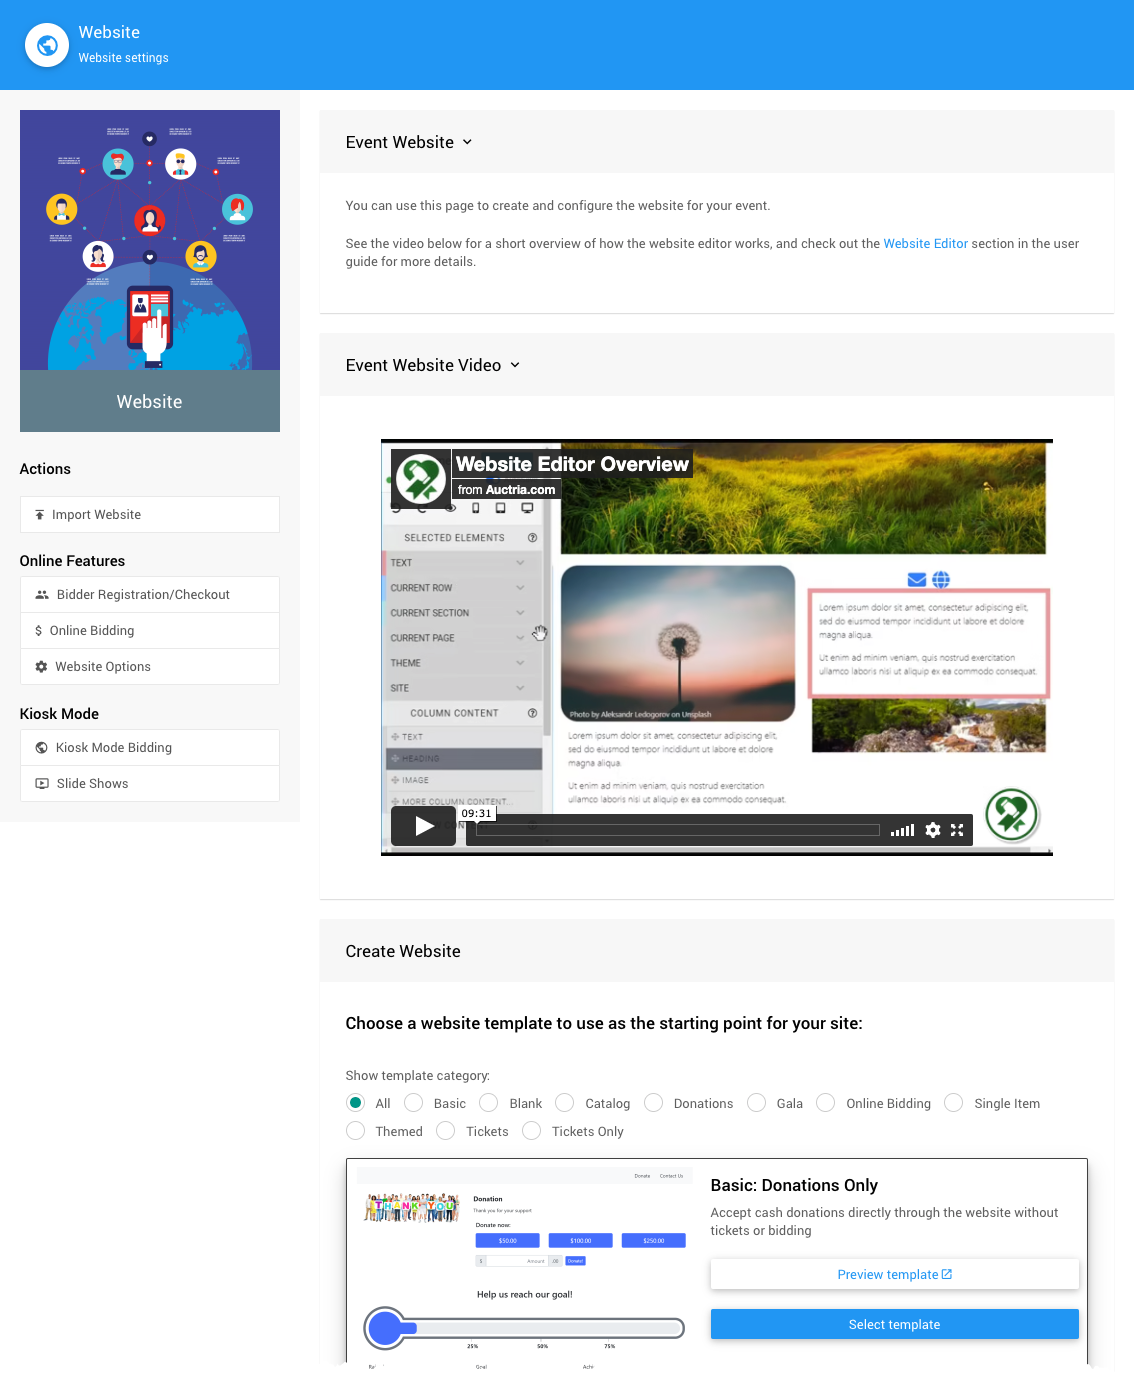 Website
Website settings
Website
Actions
Import Website
Online Features
Bidder Registration/Checkout
Online Bidding
Website Options
Kiosk Mode
Kiosk Mode Bidding
Slide Shows
Event Website
You can use this page to create and configure the website for your event.
See the video below for a short overview of how the website editor works, and check out the Website Editor section in the user
guide for more details.
Event Website Video
Website Editor Overview
from Auctria.com
SELECTED ELEMENTS
TEXT
CURRENT ROW
CURRENT SECTION
CURRENT PAGE
THEME
SITE
COLUMN CONTENT
TEXT
HEADING
IMAGE
MORE COLUMN CONTENT...
Photo by Aleksandr Ledogorov on Unsplash
Lorem ipsum dolor sit amet, consectetur adipiscing elit,
sed do eiusmod tempor incididunt ut labore et dolore
magna aliqua.
Ut enim ad minim veniam, quis nostrud exercitation
ullamco laboris nisi ut aliquip ex ea commodo consequat.
Lorem ipsum dolor sit amet, consectetur adipiscing elit,
sed do eiusmod tempor incididunt ut labore et dolore
magna aliqua.
Ut enim ad minim veniam, quis nostrud exercitation
ullamco laboris nisi ut aliquip ex ea commodo consequat.
09:31
Create Website
Choose a website template to use as the starting point for your site:
Show template category:
All Basic Blank Catalog Donations Gala Online Bidding Single Item
Themed Tickets Tickets Only
Donate Contact Us
THANK YOU
Donation
Thank you for your support
Donate now:
$50.00 $100.00 $250.00
$ Amount .00 Donate!
Help us reach our goal!
25% 50% 75%
Basic: Donations Only
Accept cash donations directly through the website without
tickets or bidding
Preview template
Select template